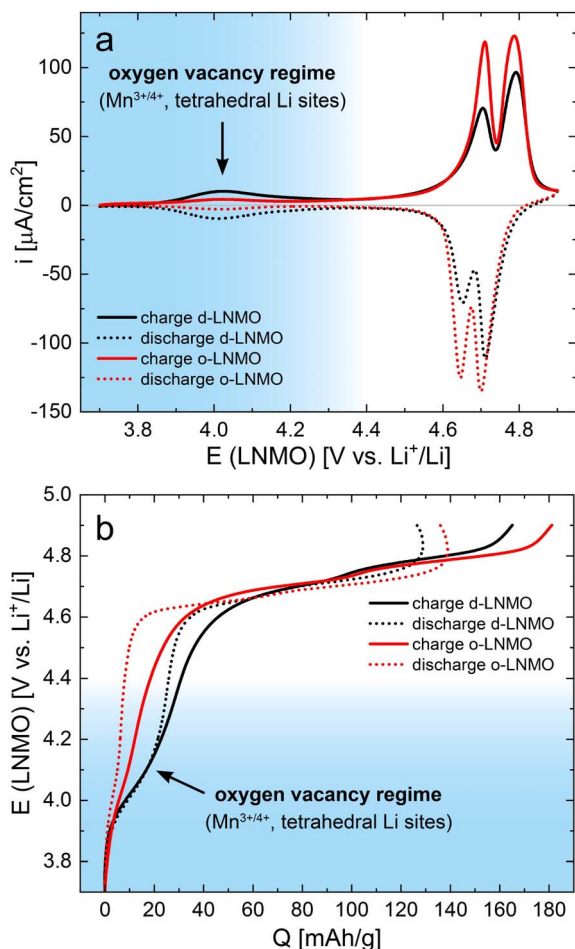 a
oxygen vacancy regime
(Mn³⁺/⁴⁺, tetrahedral Li sites)
100
50
0
-50
-100
-150
i [µA/cm²]
charge d-LNMO
discharge d-LNMO
charge o-LNMO
discharge o-LNMO
3.8 4.0 4.2 4.4 4.6 4.8
E (LNMO) [V vs. Li⁺/Li]
b
5.0
4.8
4.6
4.4
4.2
4.0
3.8
E (LNMO) [V vs. Li⁺/Li]
charge d-LNMO
discharge d-LNMO
charge o-LNMO
discharge o-LNMO
oxygen vacancy regime
(Mn³⁺/⁴⁺, tetrahedral Li sites)
0 20 40 60 80 100 120 140 160 180
Q [mAh/g]